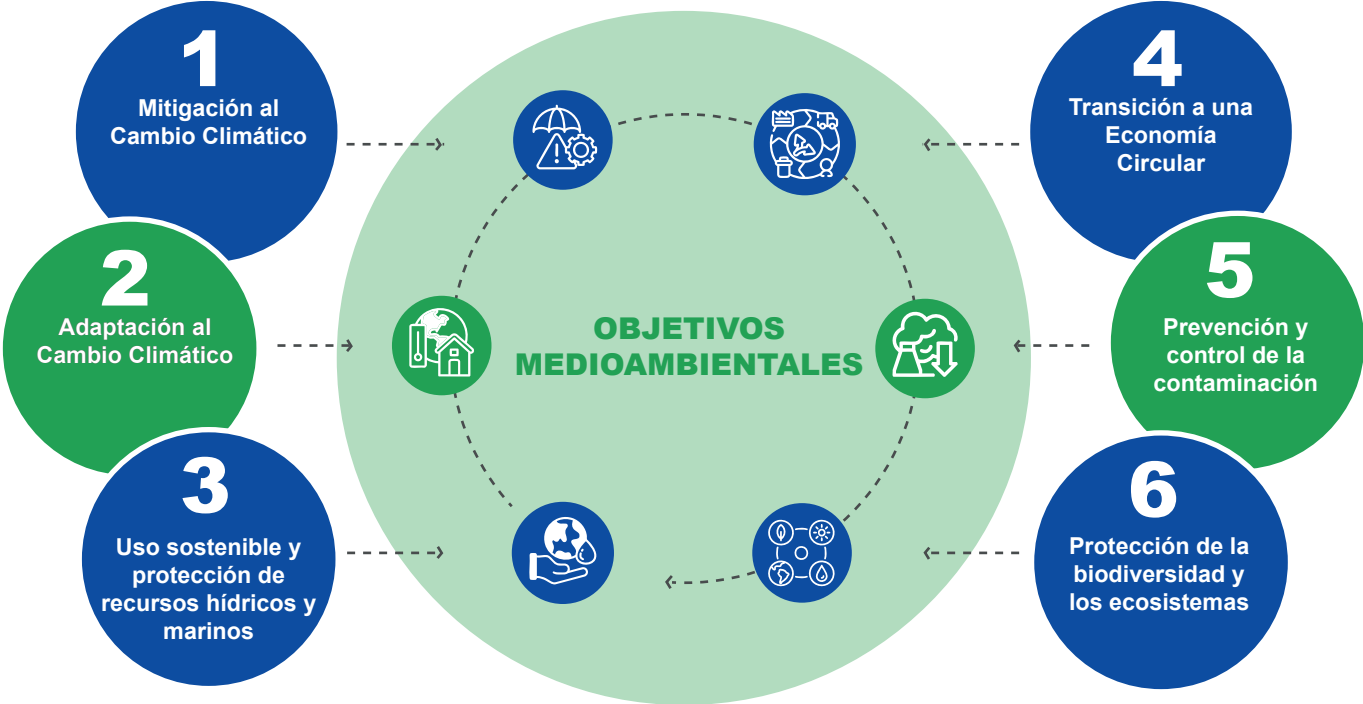 1
Mitigación al
Cambio Climático
2
Adaptación al
Cambio Climático
3
Uso sostenible y
protección de
recursos hídricos y
marinos
OBJETIVOS
MEDIOAMBIENTALES
4
Transición a una
Economía
Circular
5
Prevención y
control de la
contaminación
6
Protección de la
biodiversidad y
los ecosistemas